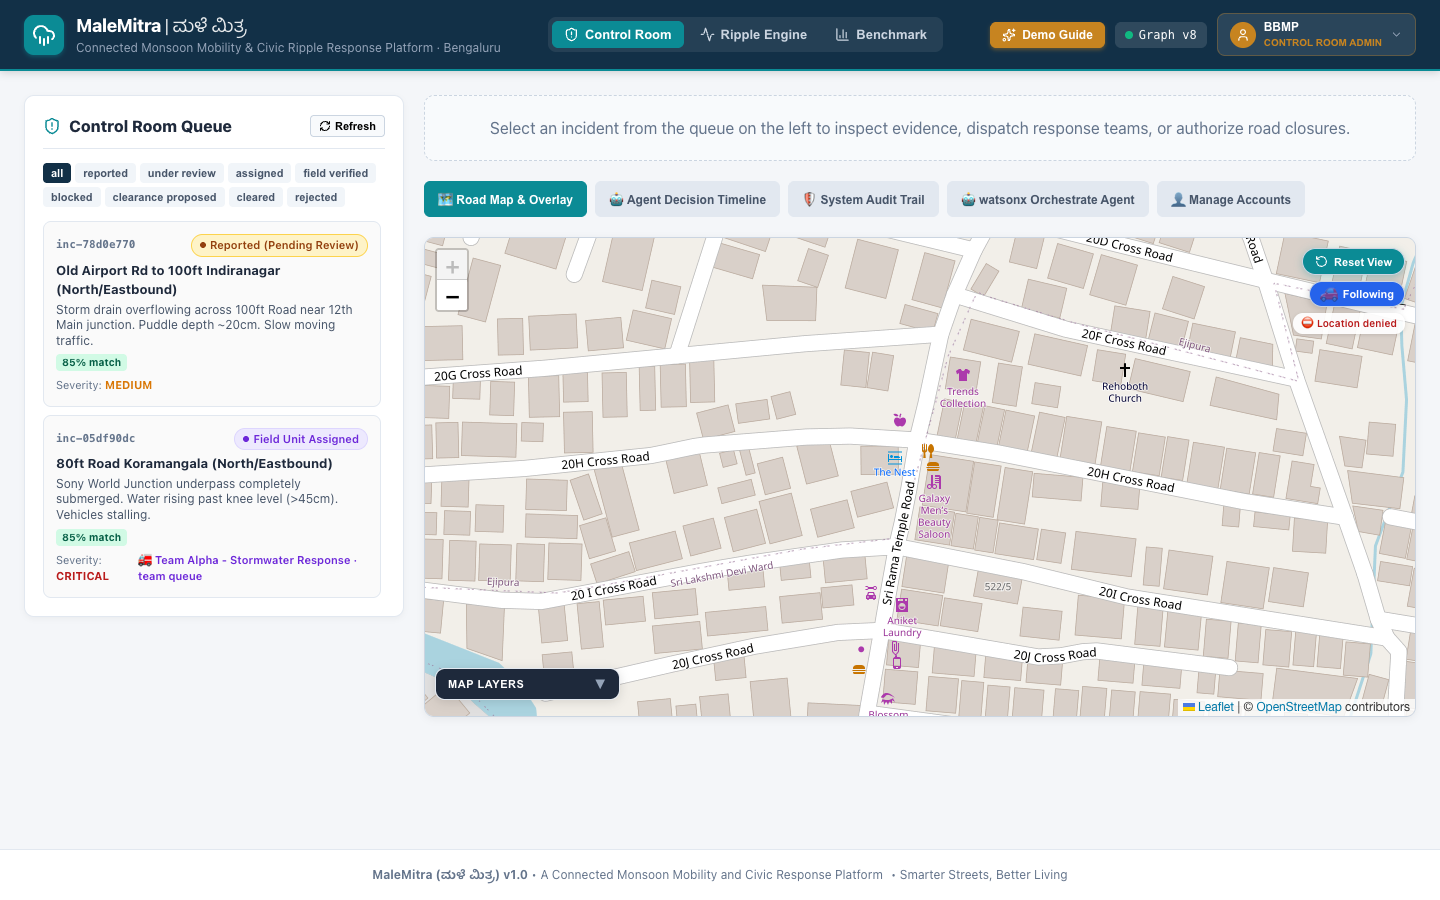 MaleMitra | ಮಳೆ ಮಿತ್ರ
Connected Monsoon Mobility & Civic Ripple Response Platform · Bengaluru
Control Room
Ripple Engine
Benchmark
Demo Guide
Graph v8
BBMP
CONTROL ROOM ADMIN
Control Room Queue
Refresh
all
reported
under review
assigned
field verified
blocked
clearance proposed
cleared
rejected
inc-78d0e770
Reported (Pending Review)
Old Airport Rd to 100ft Indiranagar
(North/Eastbound)
Storm drain overflowing across 100ft Road near 12th
Main junction. Puddle depth ~20cm. Slow moving
traffic.
85% match
Severity: MEDIUM
inc-05df90dc
Field Unit Assigned
80ft Road Koramangala (North/Eastbound)
Sony World Junction underpass completely
submerged. Water rising past knee level (>45cm).
Vehicles stalling.
85% match
Severity:
CRITICAL
Team Alpha - Stormwater Response ·
team queue
Select an incident from the queue on the left to inspect evidence, dispatch response teams, or authorize road closures.
Road Map & Overlay
Agent Decision Timeline
System Audit Trail
watsonx Orchestrate Agent
Manage Accounts
+
−
20D Cross Road
Road
Reset View
Following
Location denied
20F Cross Road
Ejipura
20G Cross Road
Rehoboth
Church
Trends
Collection
20H Cross Road
The Nest
20H Cross Road
Galaxy
Men's
Beauty
Saloon
Sri Rama Temple Road
Ejipura
20 I Cross Road
Sri Lakshmi Devi Ward
522/5
20I Cross Road
Aniket
Laundry
20J Cross Road
20J Cross Road
Blossom
MAP LAYERS ▼
Leaflet | © OpenStreetMap contributors
MaleMitra (ಮಳೆ ಮಿತ್ರ) v1.0 • A Connected Monsoon Mobility and Civic Response Platform • Smarter Streets, Better Living